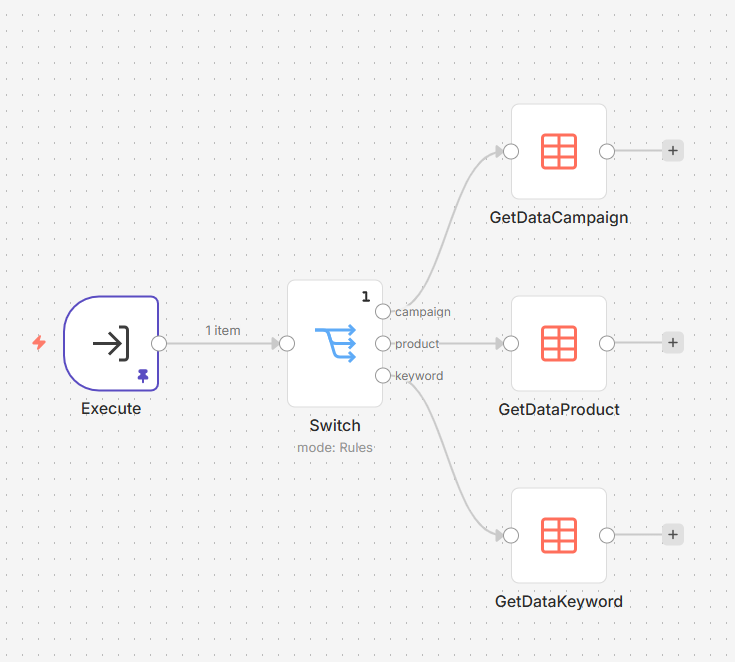 GetDataCampaign
1
campaign
1 item
product
keyword
Execute
Switch
mode: Rules
GetDataProduct
GetDataKeyword